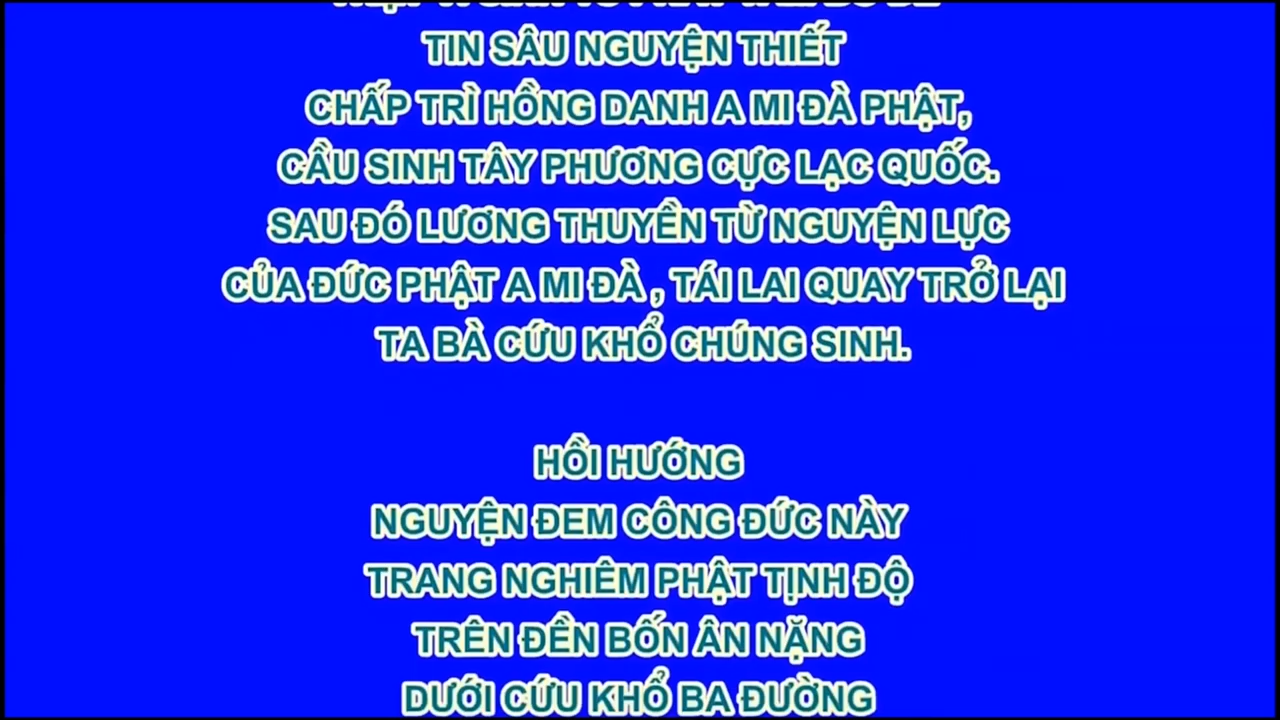 TIN SÂU NGUYỆN THIẾT
CHẤP TRÌ HỒNG DANH A MI ĐÀ PHẬT,
CẦU SINH TÂY PHƯƠNG CỰC LẠC QUỐC.
SAU ĐÓ LƯƠNG THUYỀN TỪ NGUYỆN LỰC
CỦA ĐỨC PHẬT A MI ĐÀ , TÁI LAI QUAY TRỞ LẠI
TA BÀ CỨU KHỔ CHÚNG SINH.
HỒI HƯỚNG
NGUYỆN ĐEM CÔNG ĐỨC NÀY
TRANG NGHIÊM PHẬT TỊNH ĐỘ
TRÊN ĐỀN BỐN ÂN NẶNG
DƯỚI CỨU KHỔ BA ĐƯỜNG